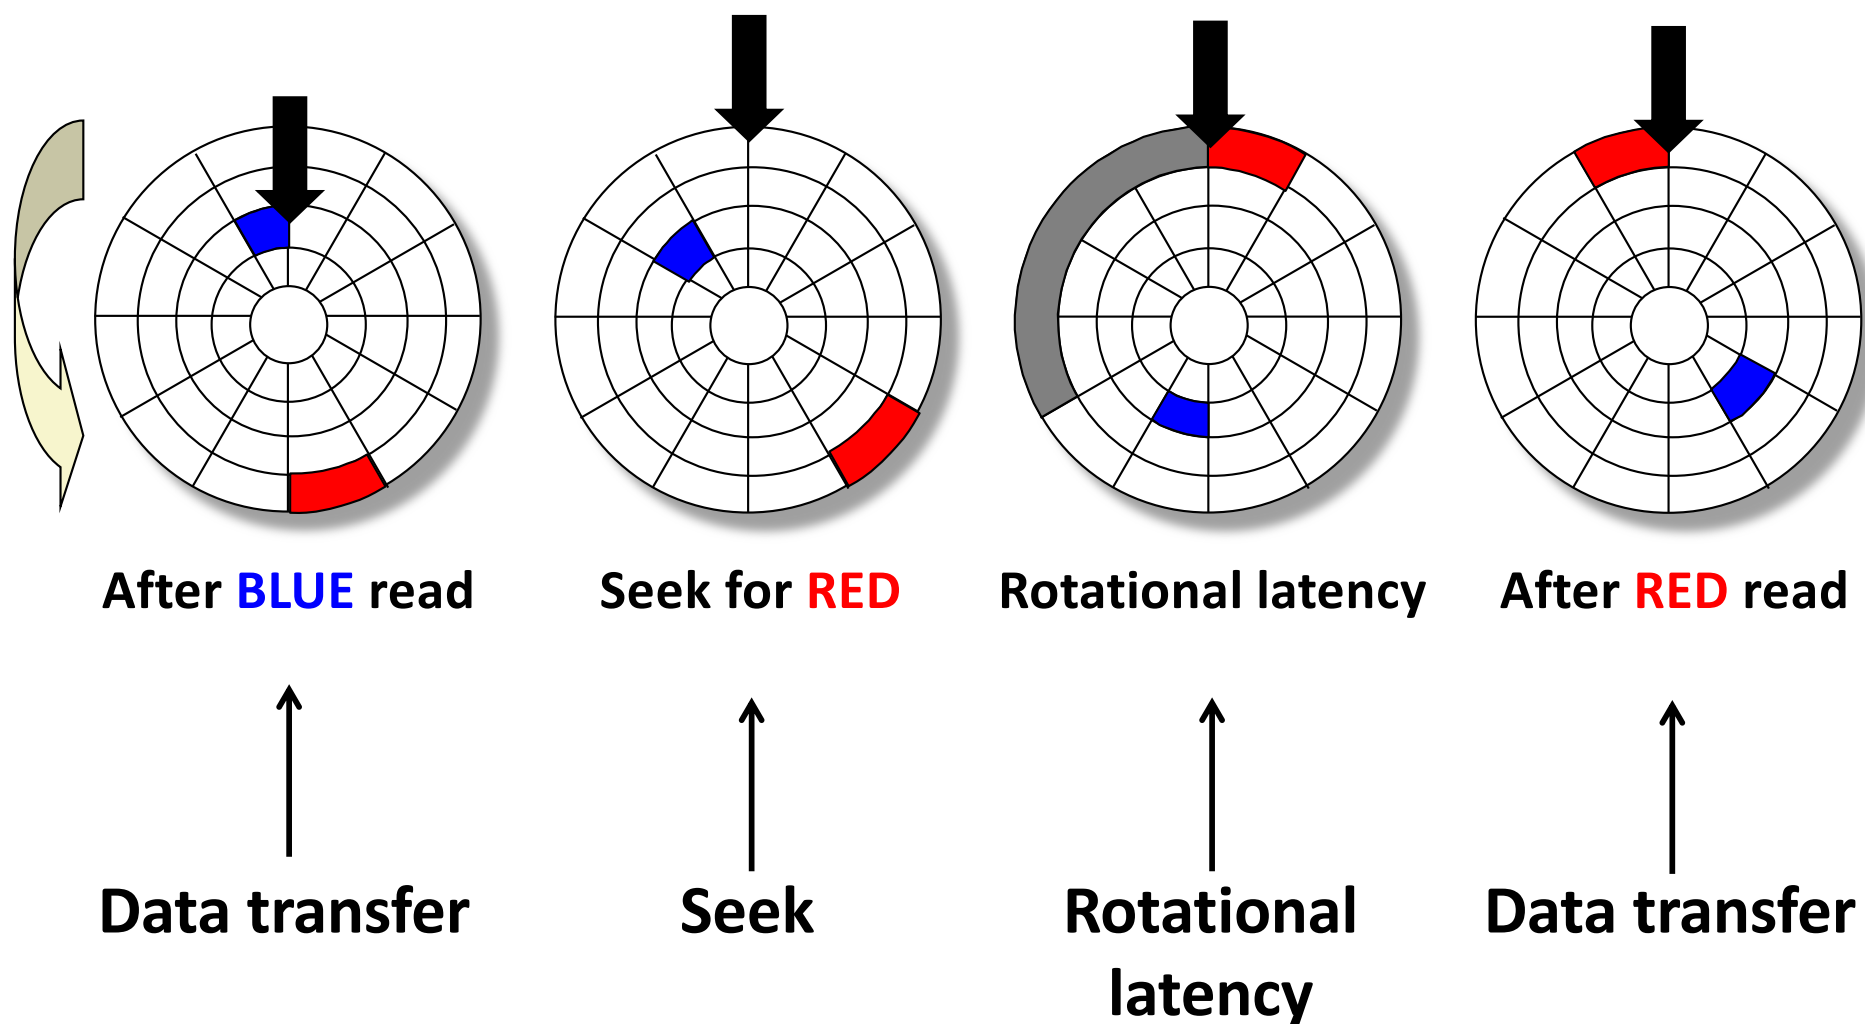 After BLUE read
Seek for RED
Rotational latency
After RED read
Data transfer
Seek
Rotational
latency
Data transfer